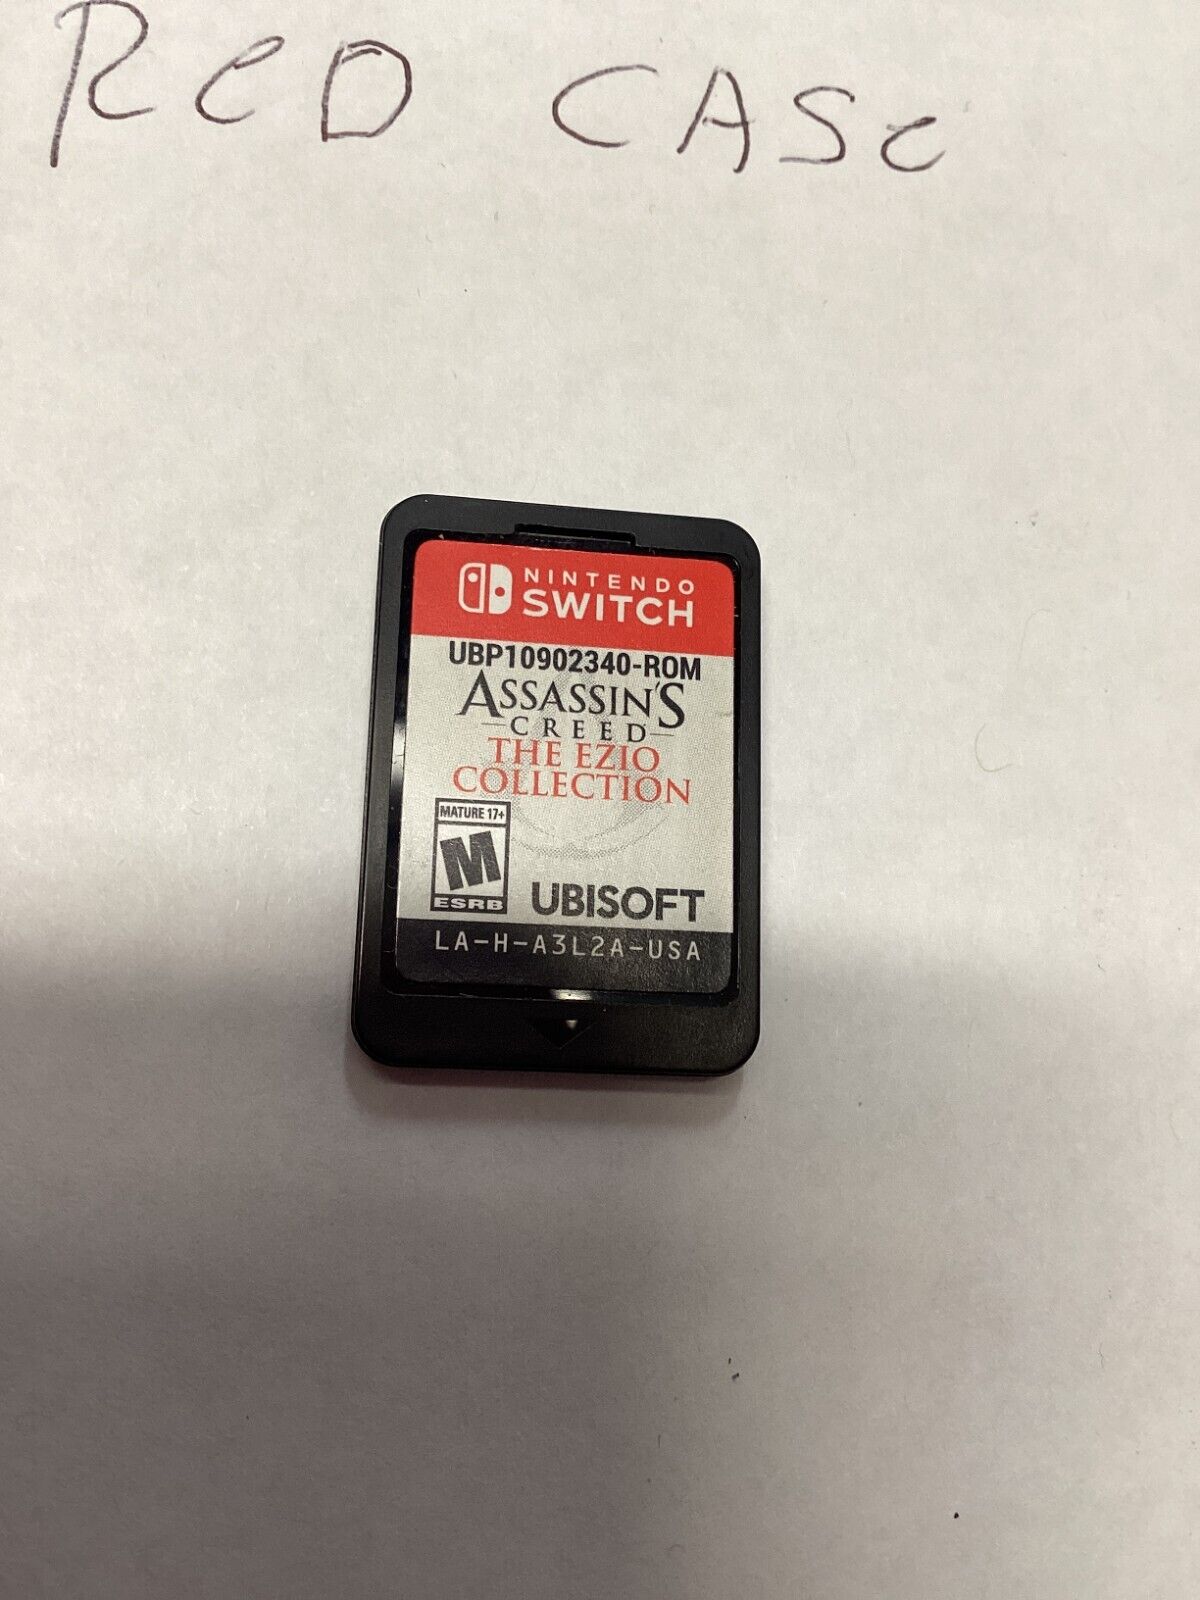 ReD CASe
NINTENDO
SWITCH
UBP10902340-ROM
ASSASSIN'S
CREED
THE EZIO
COLLECTION
MATURE 17+
M
ESRB
UBISOFT
LA-H-A3L2A-USA